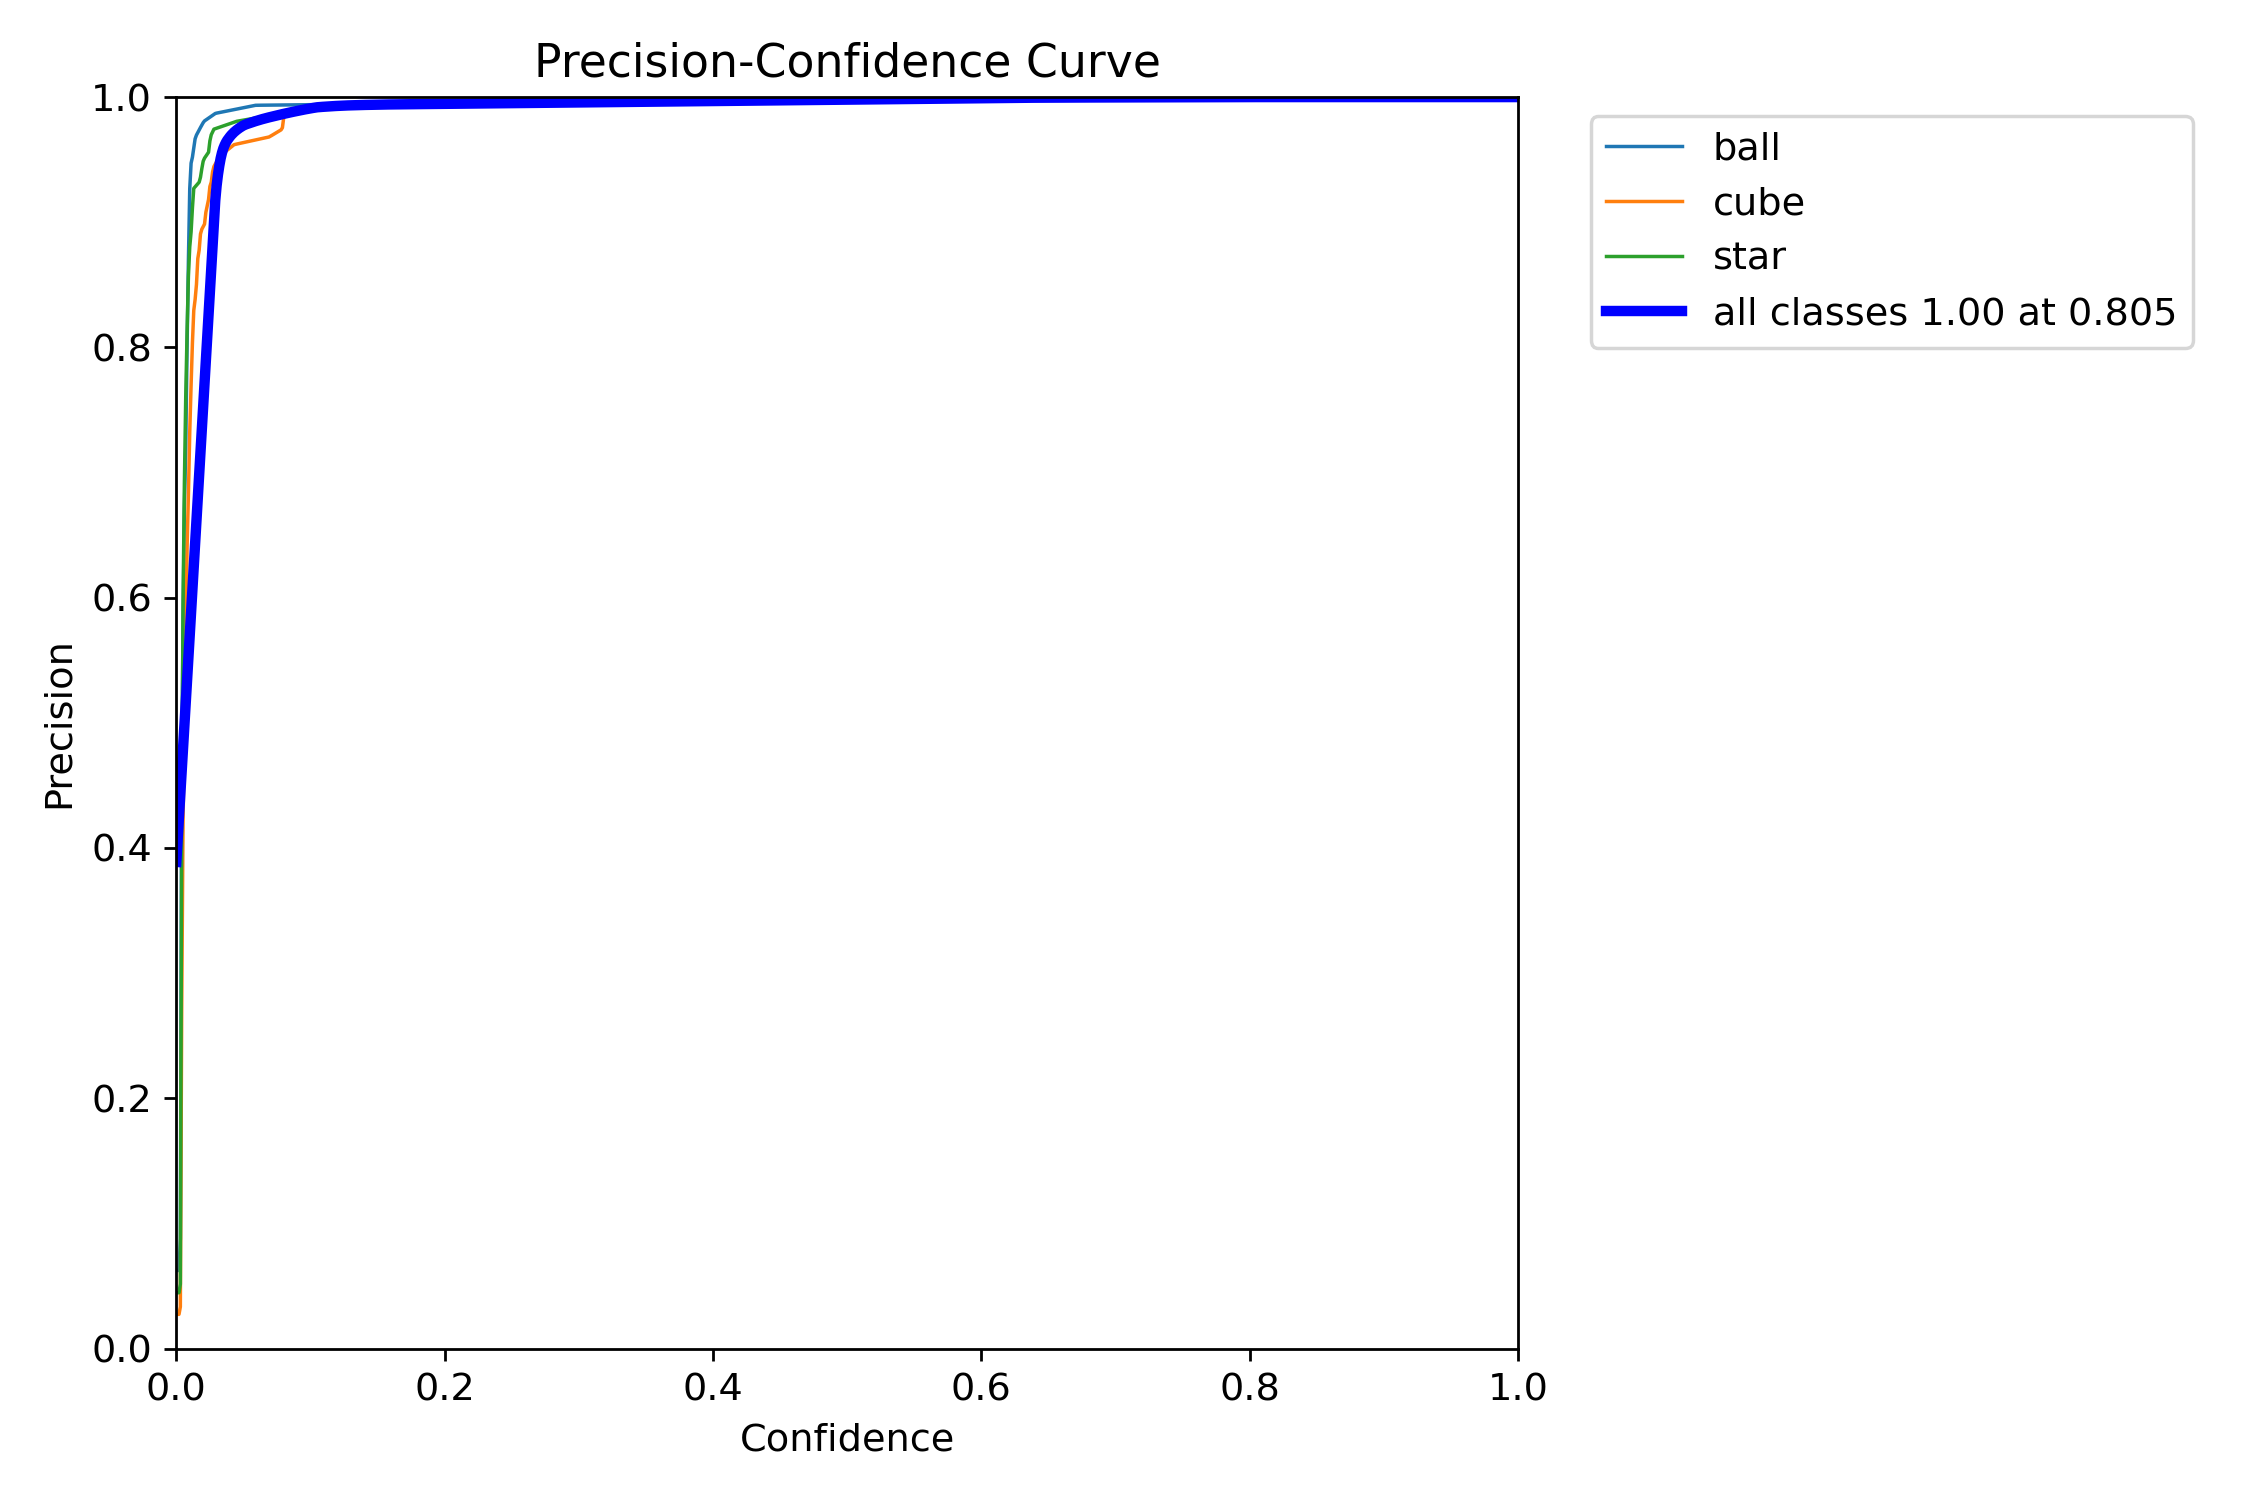 Precision-Confidence Curve
1.0
0.8
0.6
0.4
0.2
0.0
Precision
0.0 0.2 0.4 0.6 0.8 1.0
Confidence
ball
cube
star
all classes 1.00 at 0.805